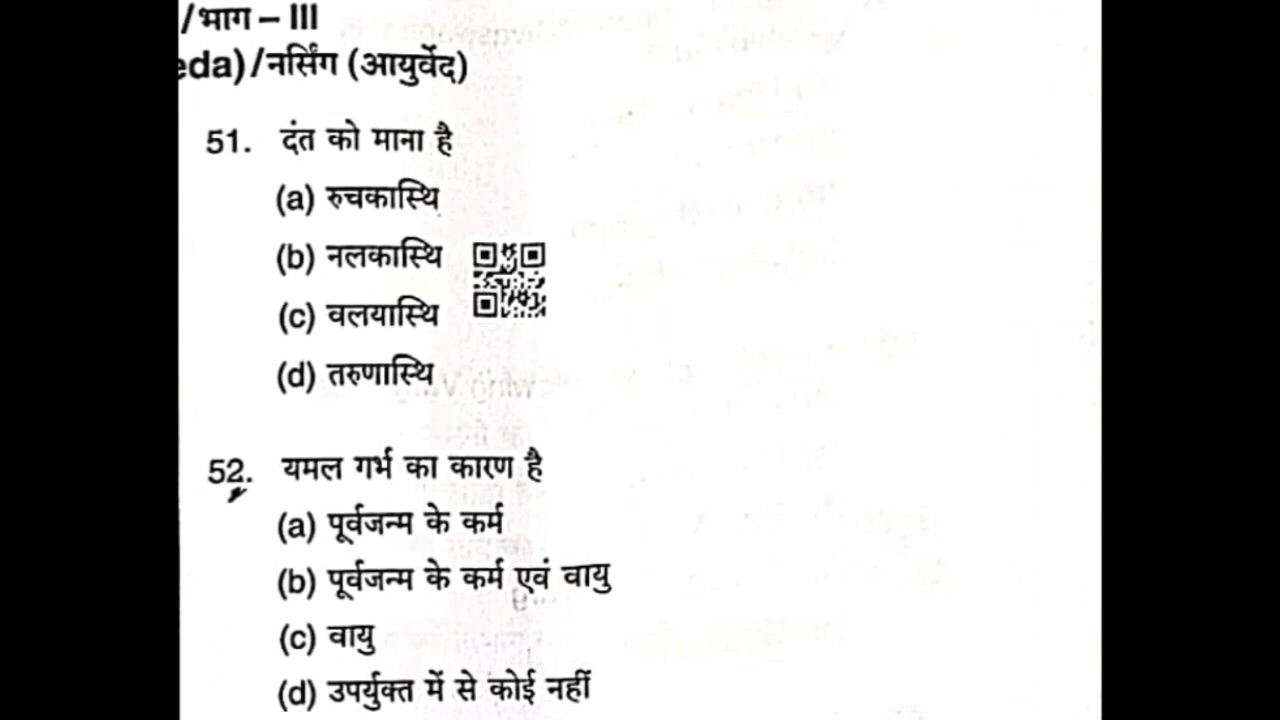 /भाग – III
eda)/नर्सिंग (आयुर्वेद)
51. दंत को माना है
(a) रुचकास्थि
(b) नलकास्थि
(c) वलयास्थि
(d) तरुणास्थि
52. यमल गर्भ का कारण है
(a) पूर्वजन्म के कर्म
(b) पूर्वजन्म के कर्म एवं वायु
(c) वायु
(d) उपर्युक्त में से कोई नहीं